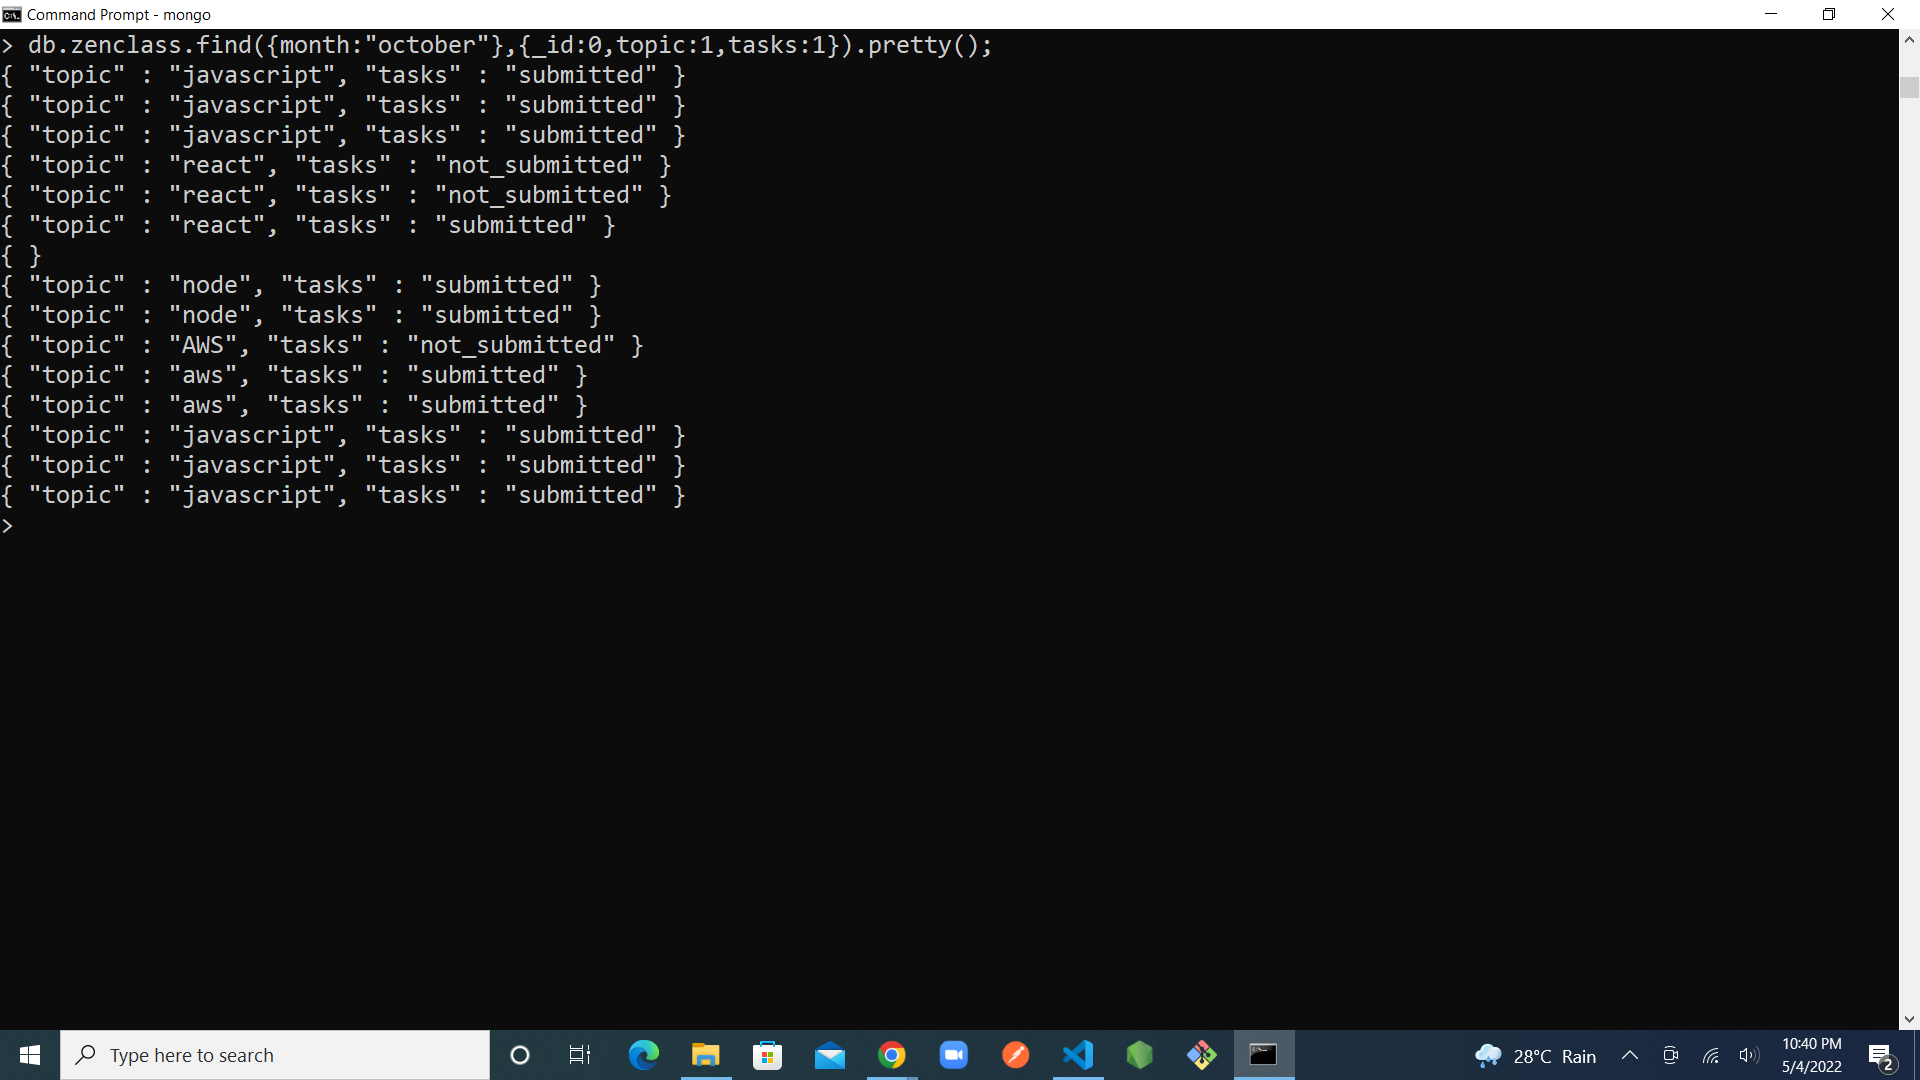 Command Prompt - mongo
> db.zenclass.find({month:"october"},{_id:0,topic:1,tasks:1}).pretty();
{ "topic" : "javascript", "tasks" : "submitted" }
{ "topic" : "javascript", "tasks" : "submitted" }
{ "topic" : "javascript", "tasks" : "submitted" }
{ "topic" : "react", "tasks" : "not_submitted" }
{ "topic" : "react", "tasks" : "not_submitted" }
{ "topic" : "react", "tasks" : "submitted" }
{ }
{ "topic" : "node", "tasks" : "submitted" }
{ "topic" : "node", "tasks" : "submitted" }
{ "topic" : "AWS", "tasks" : "not_submitted" }
{ "topic" : "aws", "tasks" : "submitted" }
{ "topic" : "aws", "tasks" : "submitted" }
{ "topic" : "javascript", "tasks" : "submitted" }
{ "topic" : "javascript", "tasks" : "submitted" }
{ "topic" : "javascript", "tasks" : "submitted" }
>
Type here to search
28°C Rain
10:40 PM
5/4/2022
2